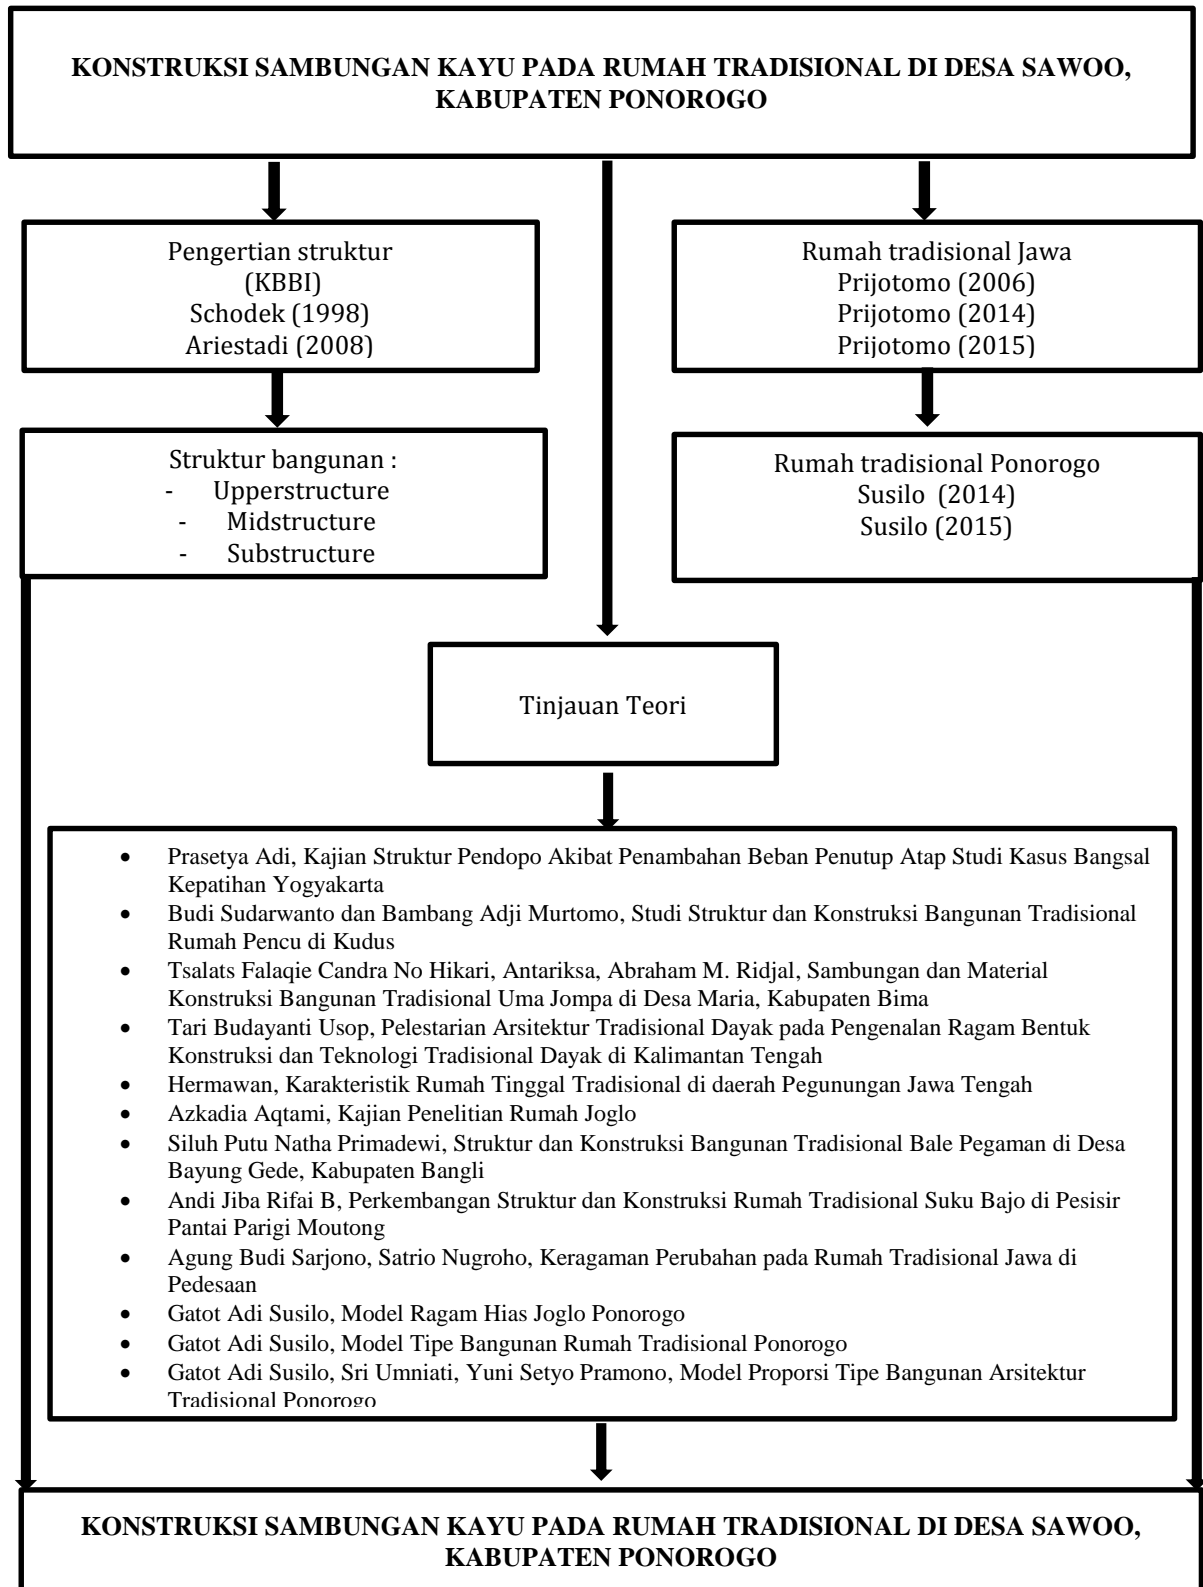 KONSTRUKSI SAMBUNGAN KAYU PADA RUMAH TRADISIONAL DI DESA SAWOO,
KABUPATEN PONOROGO
Pengertian struktur
(KBBI)
Schodek (1998)
Ariestadi (2008)
Rumah tradisional Jawa
Prijotomo (2006)
Prijotomo (2014)
Prijotomo (2015)
Struktur bangunan :
- Upperstructure
- Midstructure
- Substructure
Rumah tradisional Ponorogo
Susilo (2014)
Susilo (2015)
Tinjauan Teori
• Prasetya Adi, Kajian Struktur Pendopo Akibat Penambahan Beban Penutup Atap Studi Kasus Bangsal
Kepatihan Yogyakarta
• Budi Sudarwanto dan Bambang Adji Murtomo, Studi Struktur dan Konstruksi Bangunan Tradisional
Rumah Pencu di Kudus
• Tsalats Falaqie Candra No Hikari, Antariksa, Abraham M. Ridjal, Sambungan dan Material
Konstruksi Bangunan Tradisional Uma Jompa di Desa Maria, Kabupaten Bima
• Tari Budayanti Usop, Pelestarian Arsitektur Tradisional Dayak pada Pengenalan Ragam Bentuk
Konstruksi dan Teknologi Tradisional Dayak di Kalimantan Tengah
• Hermawan, Karakteristik Rumah Tinggal Tradisional di daerah Pegunungan Jawa Tengah
• Azkadia Aqtami, Kajian Penelitian Rumah Joglo
• Siluh Putu Natha Primadewi, Struktur dan Konstruksi Bangunan Tradisional Bale Pegaman di Desa
Bayung Gede, Kabupaten Bangli
• Andi Jiba Rifai B, Perkembangan Struktur dan Konstruksi Rumah Tradisional Suku Bajo di Pesisir
Pantai Parigi Moutong
• Agung Budi Sarjono, Satrio Nugroho, Keragaman Perubahan pada Rumah Tradisional Jawa di
Pedesaan
• Gatot Adi Susilo, Model Ragam Hias Joglo Ponorogo
• Gatot Adi Susilo, Model Tipe Bangunan Rumah Tradisional Ponorogo
• Gatot Adi Susilo, Sri Umniati, Yuni Setyo Pramono, Model Proporsi Tipe Bangunan Arsitektur
Tradisional Ponorogo
KONSTRUKSI SAMBUNGAN KAYU PADA RUMAH TRADISIONAL DI DESA SAWOO,
KABUPATEN PONOROGO